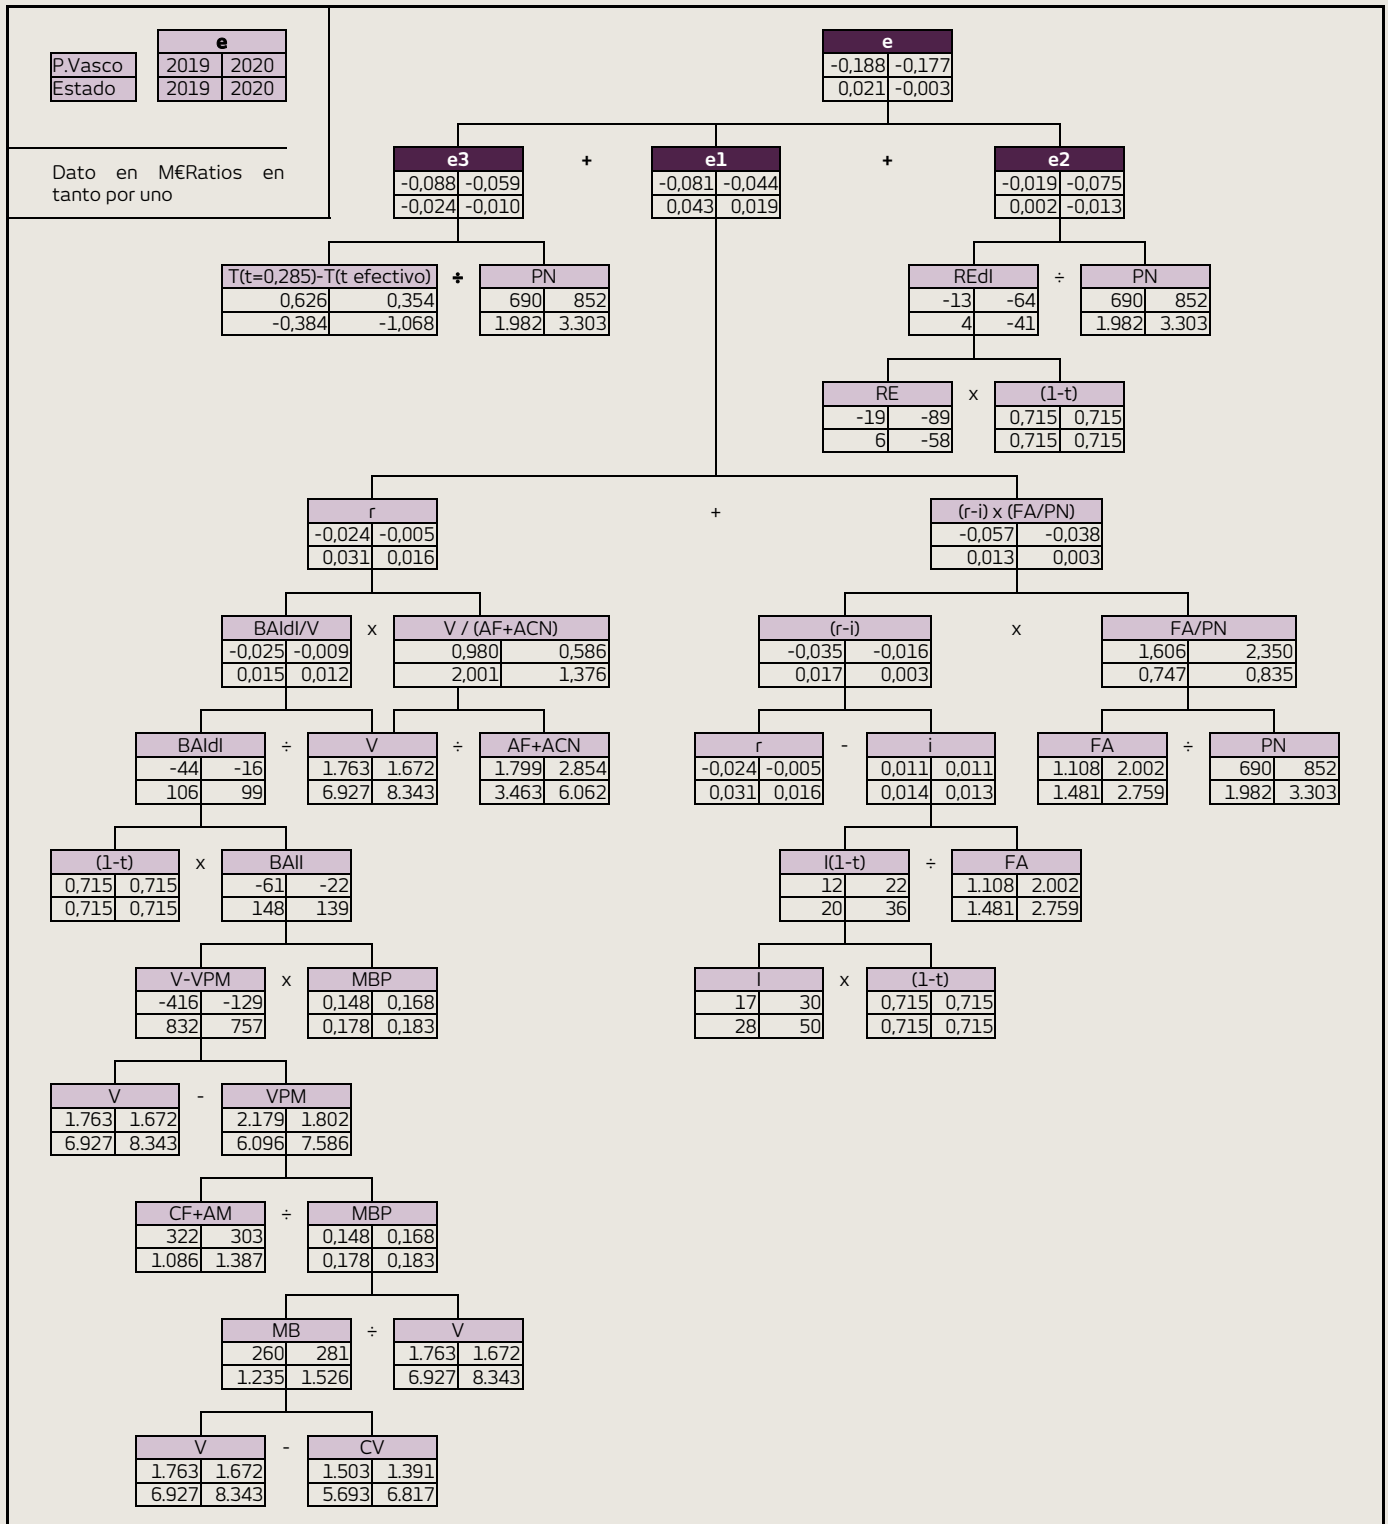 e
P.Vasco 2019 2020
Estado 2019 2020
Dato en M€Ratios en
tanto por uno
e
-0,188 -0,177
0,021 -0,003
e3 + e1 + e2
-0,088 -0,059 -0,081 -0,044 -0,019 -0,075
-0,024 -0,010 0,043 0,019 0,002 -0,013
T(t=0,285)-T(t efectivo) ÷ PN REdI ÷ PN
0,626 0,354 690 852 -13 -64 690 852
-0,384 -1,068 1.982 3.303 4 -41 1.982 3.303
RE x (1-t)
-19 -89 0,715 0,715
6 -58 0,715 0,715
r + (r-i) x (FA/PN)
-0,024 -0,005 -0,057 -0,038
0,031 0,016 0,013 0,003
BAIdI/V x V / (AF+ACN) (r-i) x FA/PN
-0,025 -0,009 0,980 0,586 -0,035 -0,016 1,606 2,350
0,015 0,012 2,001 1,376 0,017 0,003 0,747 0,835
BAIdI ÷ V ÷ AF+ACN r - i FA ÷ PN
-44 -16 1.763 1.672 1.799 2.854 -0,024 -0,005 0,011 0,011 1.108 2.002 690 852
106 99 6.927 8.343 3.463 6.062 0,031 0,016 0,014 0,013 1.481 2.759 1.982 3.303
(1-t) x BAII I(1-t) ÷ FA
0,715 0,715 -61 -22 12 22 1.108 2.002
0,715 0,715 148 139 20 36 1.481 2.759
V-VPM x MBP I x (1-t)
-416 -129 0,148 0,168 17 30 0,715 0,715
832 757 0,178 0,183 28 50 0,715 0,715
V - VPM
1.763 1.672 2.179 1.802
6.927 8.343 6.096 7.586
CF+AM ÷ MBP
322 303 0,148 0,168
1.086 1.387 0,178 0,183
MB ÷ V
260 281 1.763 1.672
1.235 1.526 6.927 8.343
V - CV
1.763 1.672 1.503 1.391
6.927 8.343 5.693 6.817